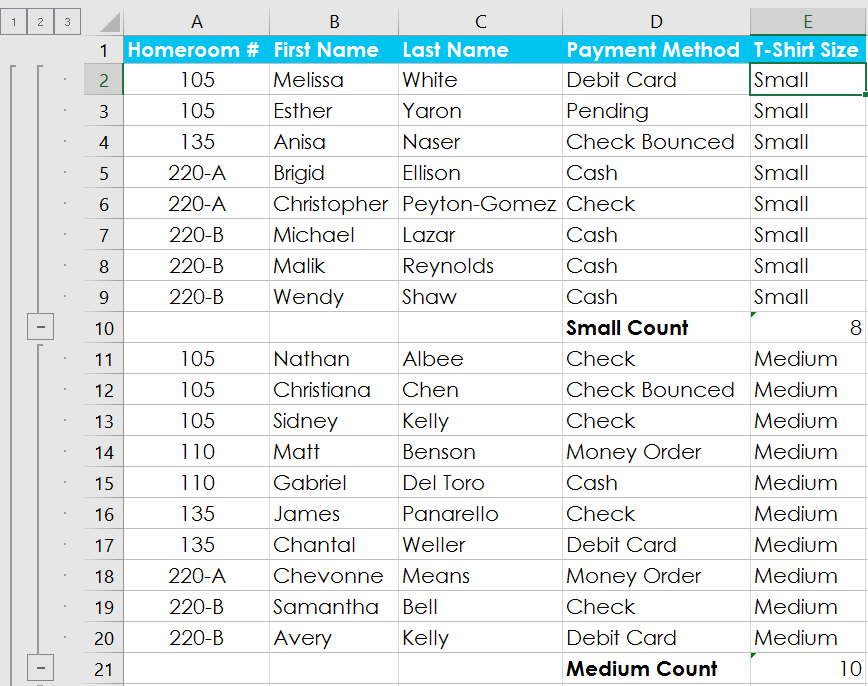 1 2 3 A B C D E
1 Homeroom # First Name Last Name Payment Method T-Shirt Size
2 105 Melissa White Debit Card Small
3 105 Esther Yaron Pending Small
4 135 Anisa Naser Check Bounced Small
5 220-A Brigid Ellison Cash Small
6 220-A Christopher Peyton-Gomez Check Small
7 220-B Michael Lazar Cash Small
8 220-B Malik Reynolds Cash Small
9 220-B Wendy Shaw Cash Small
10 Small Count 8
11 105 Nathan Albee Check Medium
12 105 Christiana Chen Check Bounced Medium
13 105 Sidney Kelly Check Medium
14 110 Matt Benson Money Order Medium
15 110 Gabriel Del Toro Cash Medium
16 135 James Panarello Check Medium
17 135 Chantal Weller Debit Card Medium
18 220-A Chevonne Means Money Order Medium
19 220-B Samantha Bell Check Medium
20 220-B Avery Kelly Debit Card Medium
21 Medium Count 10